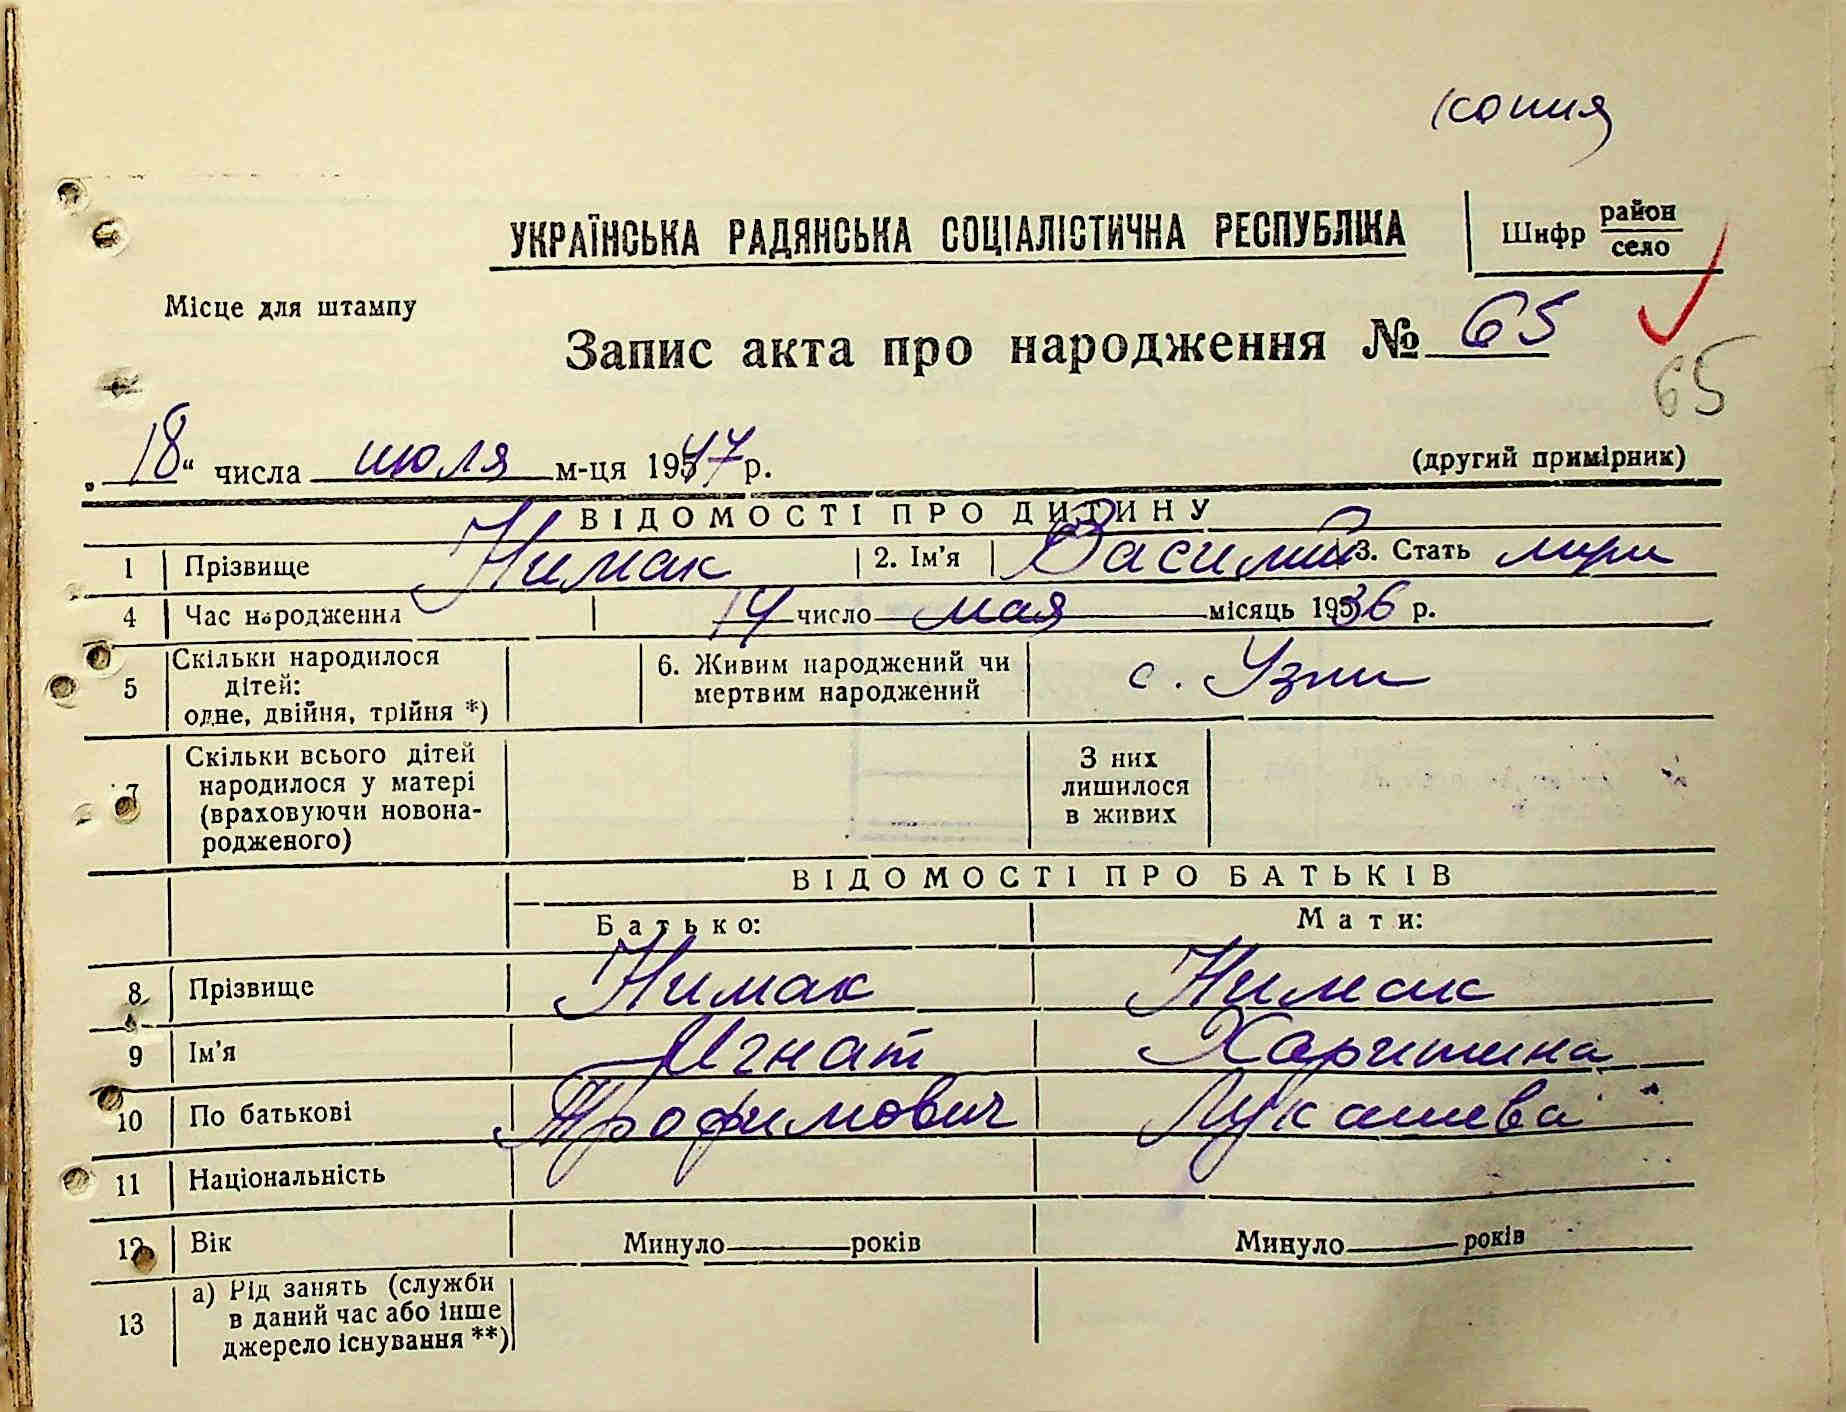 копия
УКРАЇНСЬКА РАДЯНСЬКА СОЦІАЛІСТИЧНА РЕСПУБЛІКА
Шифр район
село
Місце для штампу
Запис акта про народження № 65
65
„18“ числа июля м-ця 1947 р.
(другий примірник)
ВІДОМОСТІ ПРО ДИТИНУ
1 Прізвище Нимак 2. Ім'я Василий 3. Стать муж
4 Час народження 14 число мая місяць 1936 р.
5 Скільки народилося
дітей:
одне, двійня, трійня *)
6. Живим народжений чи
мертвим народжений
с.
7 Скільки всього дітей
народилося у матері
(враховуючи новона-
родженого)
З них
лишилося
в живих
ВІДОМОСТІ ПРО БАТЬКІВ
Батько: Мати:
8 Прізвище Нимак Нимак
9 Ім'я Игнат Харитина
10 По батькові Трофимович Лукашева
11 Національність
12 Вік Минуло років Минуло років
13 а) Рід занять (служби
в даний час або інше
джерело існування **)